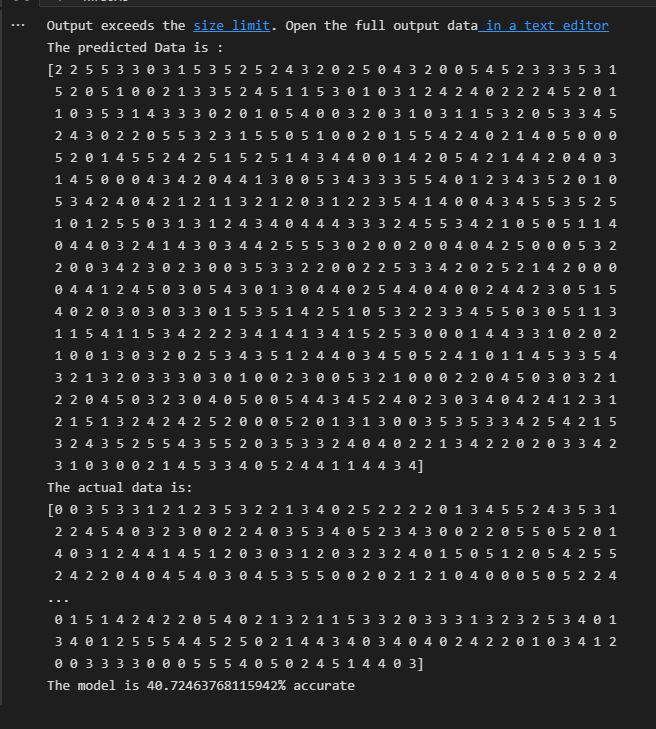 Output exceeds the size limit. Open the full output data in a text editor
The predicted Data is :
[2 2 5 5 3 3 0 3 1 5 3 5 2 5 2 4 3 2 0 2 5 0 4 3 2 0 0 5 4 5 2 3 3 3 5 3 1
5 2 0 5 1 0 0 2 1 3 3 5 2 4 5 1 1 5 3 0 1 0 3 1 2 4 2 4 0 2 2 2 4 5 2 0 1
1 0 3 5 3 1 4 3 3 3 0 2 0 1 0 5 4 0 0 3 2 0 3 1 0 3 1 1 5 3 2 0 5 3 3 4 5
2 4 3 0 2 2 0 5 5 3 2 3 1 5 5 0 5 1 0 0 2 0 1 5 5 4 2 4 0 2 1 4 0 5 0 0 0
5 2 0 1 4 5 5 2 4 2 5 1 5 2 5 1 4 3 4 4 0 0 1 4 2 0 5 4 2 1 4 4 2 0 4 0 3
1 4 5 0 0 0 4 3 4 2 0 4 4 1 3 0 0 5 3 4 3 3 3 5 5 4 0 1 2 3 4 3 5 2 0 1 0
5 3 4 2 4 0 4 2 1 2 1 1 3 2 1 2 0 3 1 2 2 3 5 4 1 4 0 0 4 3 4 5 5 3 5 2 5
1 0 1 2 5 5 0 3 1 3 1 2 4 3 4 0 4 4 4 3 3 3 2 4 5 5 3 4 2 1 0 5 0 5 1 1 4
0 4 4 0 3 2 4 1 4 3 0 3 4 4 2 5 5 5 3 0 2 0 0 2 0 0 4 0 4 2 5 0 0 0 5 3 2
2 0 0 3 4 2 3 0 2 3 0 0 3 5 3 3 2 2 0 0 2 2 5 3 3 4 2 0 2 5 2 1 4 2 0 0 0
0 4 4 1 2 4 5 0 3 0 5 4 3 0 1 3 0 4 4 0 2 5 4 4 0 4 0 0 2 4 4 2 3 0 5 1 5
4 0 2 0 3 0 3 0 3 3 0 1 5 3 5 1 4 2 5 1 0 5 3 2 2 3 3 4 5 5 0 3 0 5 1 1 3
1 1 5 4 1 1 5 3 4 2 2 2 3 4 1 4 1 3 4 1 5 2 5 3 0 0 0 1 4 4 3 3 1 0 2 0 2
1 0 0 1 3 0 3 2 0 2 5 3 4 3 5 1 2 4 4 0 3 4 5 0 5 2 4 1 0 1 1 4 5 3 3 5 4
3 2 1 3 2 0 3 3 3 0 3 0 1 0 0 2 3 0 0 5 3 2 1 0 0 0 2 2 0 4 5 0 3 0 3 2 1
2 2 0 4 5 0 3 2 3 0 4 0 5 0 0 5 4 4 3 4 5 2 4 0 2 3 0 3 4 0 4 2 4 1 2 3 1
2 1 5 1 3 2 4 2 4 2 5 2 0 0 0 5 2 0 1 3 1 3 0 0 3 5 3 5 3 3 4 2 5 4 2 1 5
3 2 4 3 5 2 5 5 4 3 5 5 2 0 3 5 3 3 2 4 0 4 0 2 2 1 3 4 2 2 0 2 0 3 3 4 2
3 1 0 3 0 0 2 1 4 5 3 3 4 0 5 2 4 4 1 1 4 4 3 4]
The actual data is:
[0 0 3 5 3 3 1 2 1 2 3 5 3 2 2 1 3 4 0 2 5 2 2 2 2 0 1 3 4 5 5 2 4 3 5 3 1
2 2 4 5 4 0 3 2 3 0 0 2 2 4 0 3 5 3 4 0 5 2 3 4 3 0 0 2 2 0 5 5 0 5 2 0 1
4 0 3 1 2 4 4 1 4 5 1 2 0 3 0 3 1 2 0 3 2 3 2 4 0 1 5 0 5 1 2 0 5 4 2 5 5
2 4 2 2 0 4 0 4 5 4 0 3 0 4 5 3 5 5 0 0 2 0 2 1 2 1 0 4 0 0 0 5 0 5 2 2 4
...
0 1 5 1 4 2 4 2 2 0 5 4 0 2 1 3 2 1 1 5 3 3 2 0 3 3 3 1 3 2 3 2 5 3 4 0 1
3 4 0 1 2 5 5 5 4 4 5 2 5 0 2 1 4 4 3 4 0 3 4 0 4 0 2 4 2 2 0 1 0 3 4 1 2
0 0 3 3 3 3 0 0 0 5 5 5 4 0 5 0 2 4 5 1 4 4 0 3]
The model is 40.72463768115942% accurate